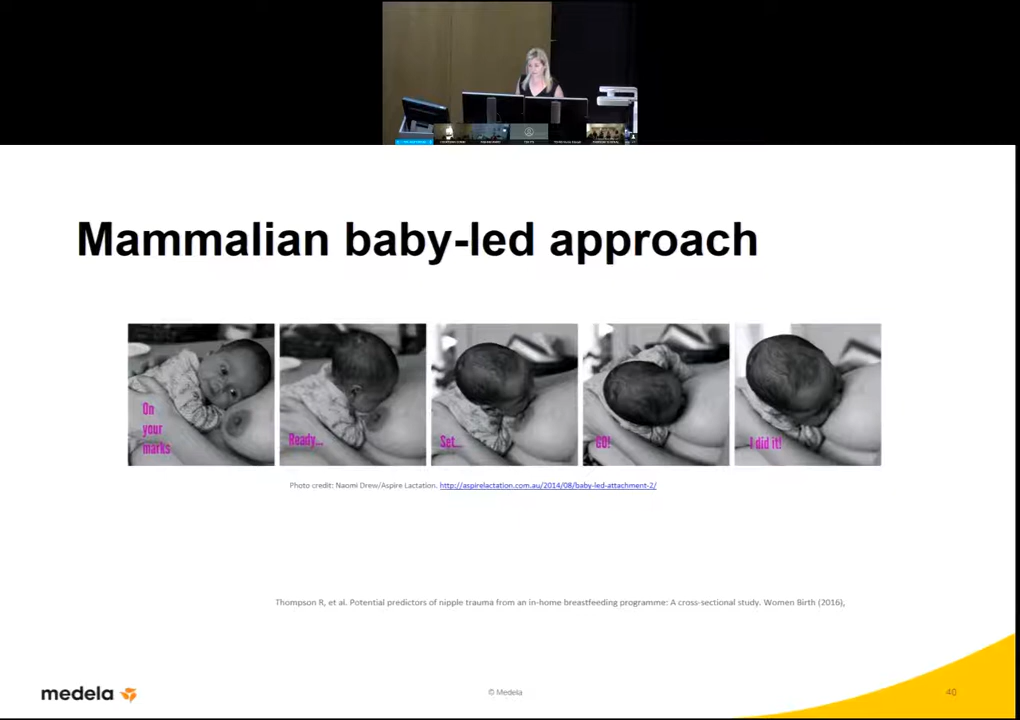 Mammalian baby-led approach
On
your
marks
Ready...
Set...
GO!
I did it!
Photo credit: Naomi Drew/Aspire Lactation. http://aspirelactation.com.au/2014/08/baby-led-attachment-2/
Thompson R, et al. Potential predictors of nipple trauma from an in-home breastfeeding programme: A cross-sectional study. Women Birth (2016),
medela
© Medela
40